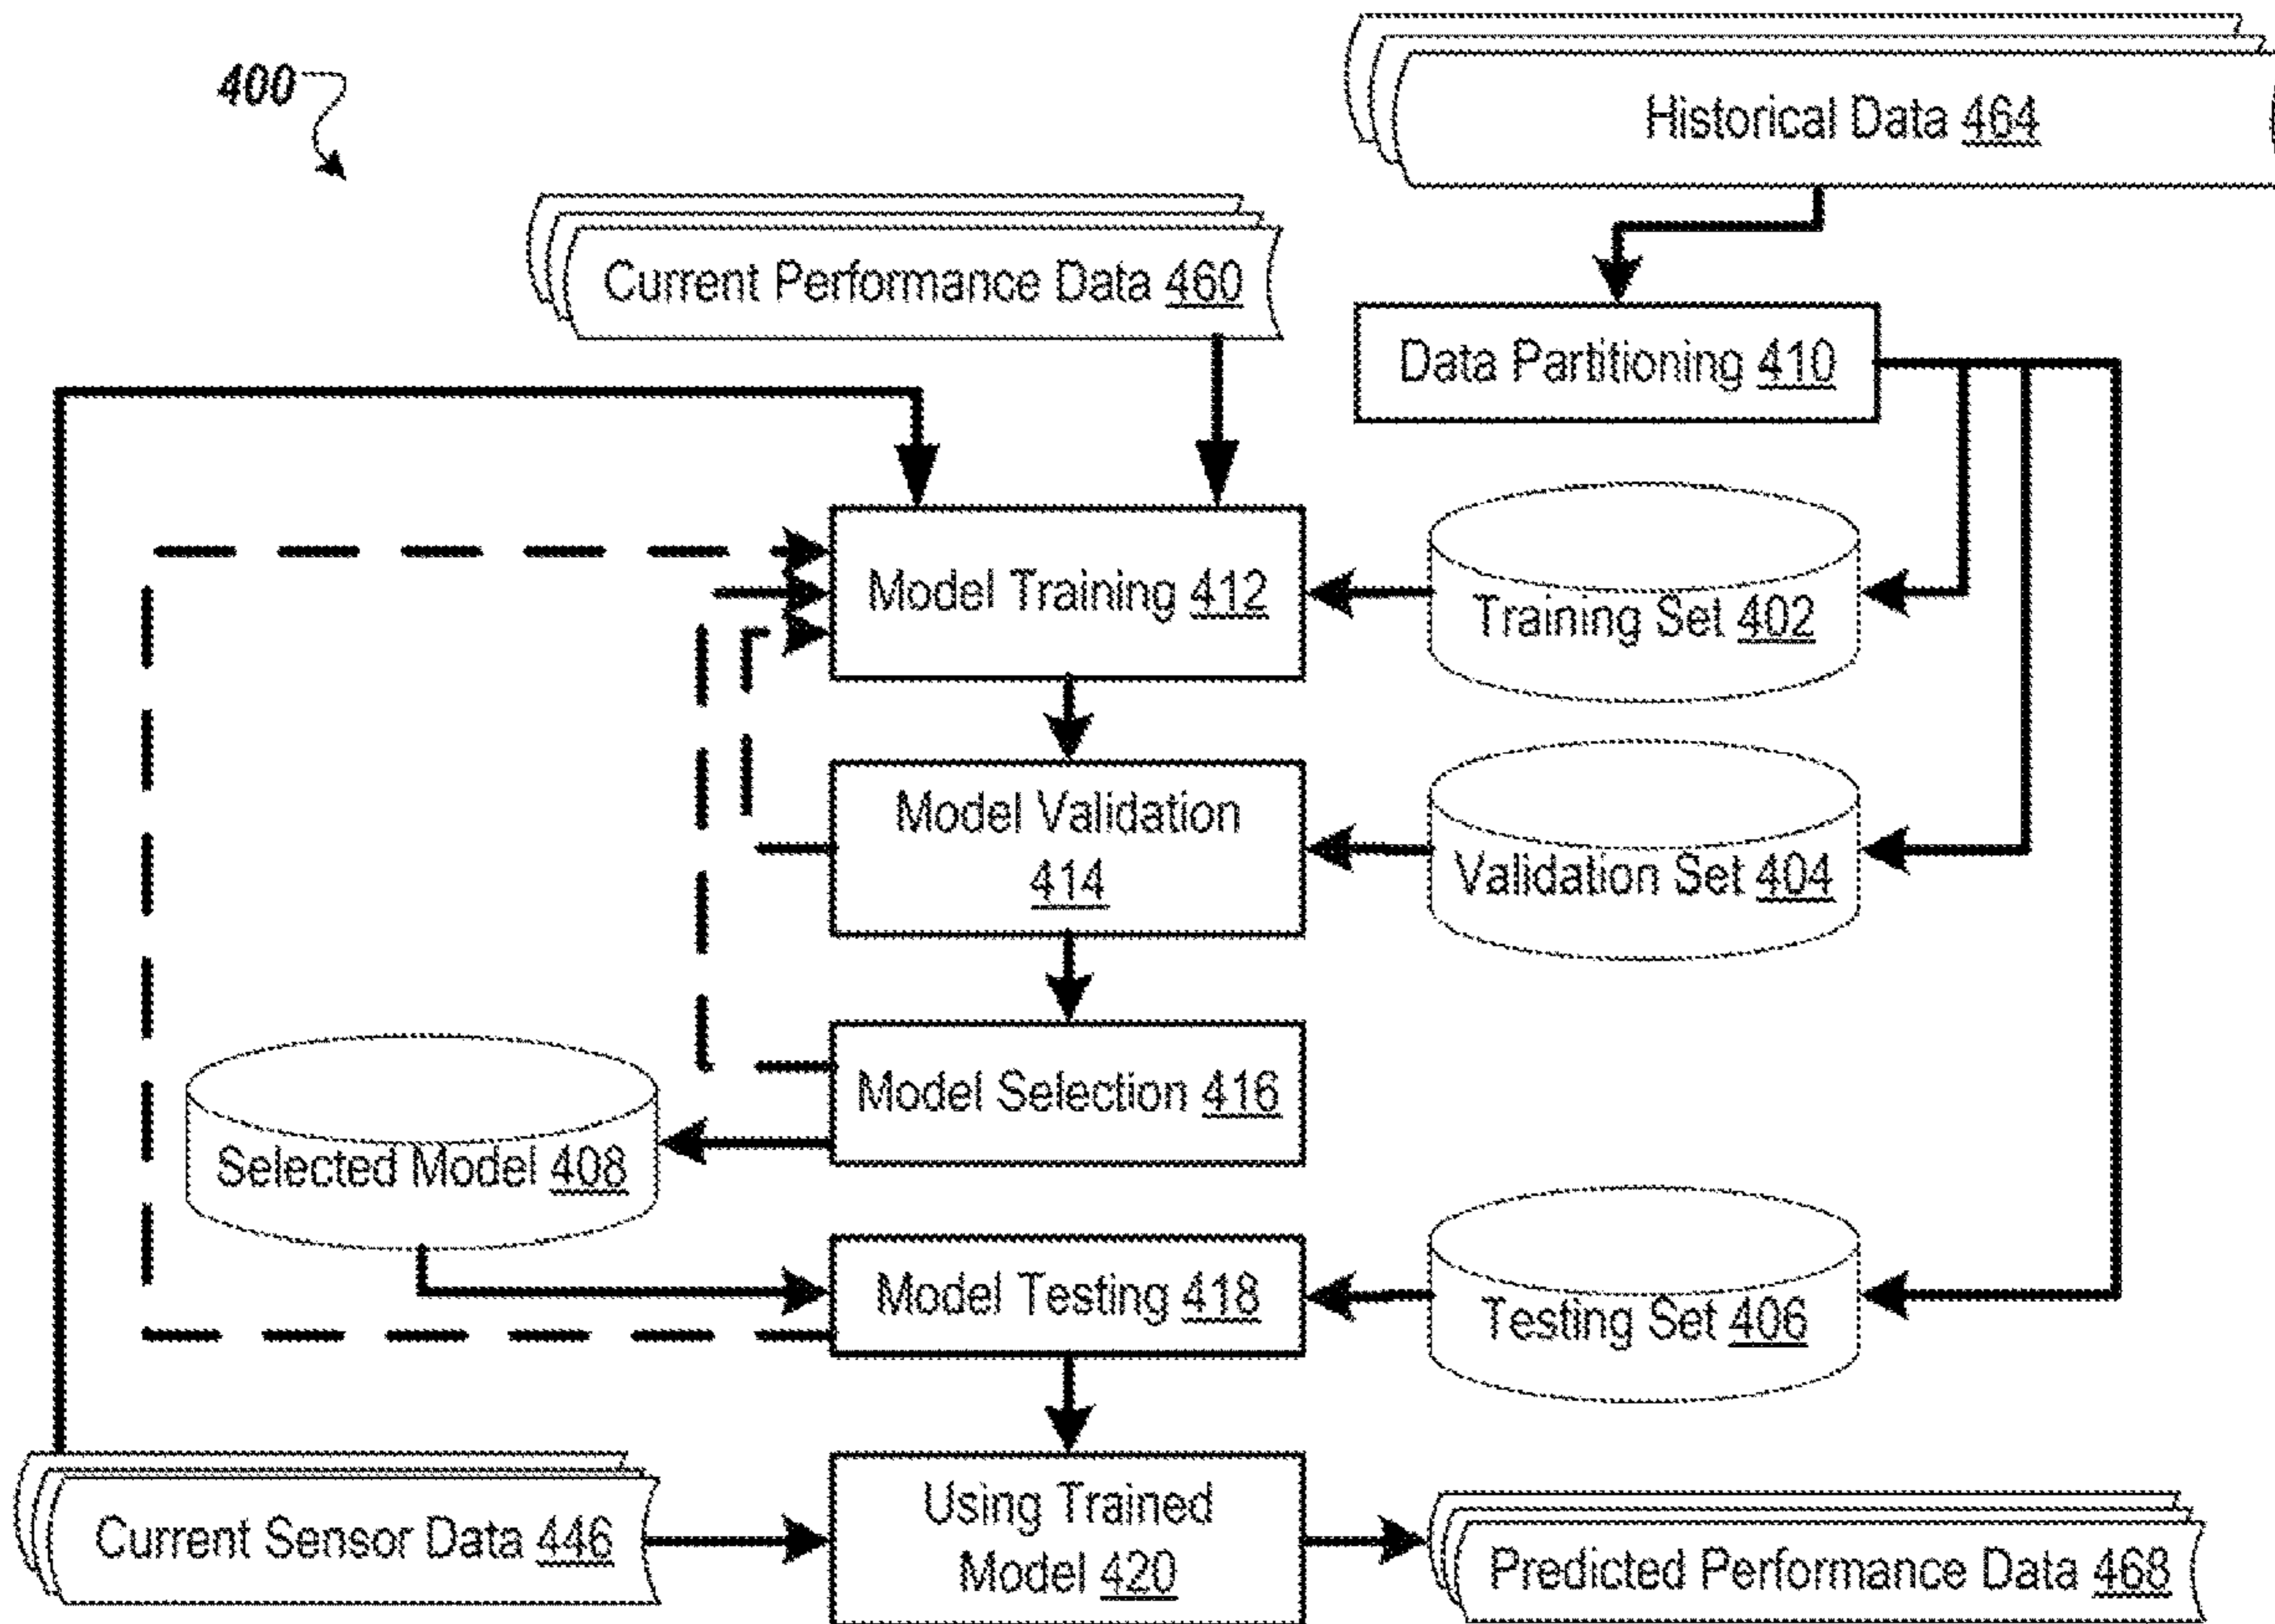 400
Historical Data 464
Current Performance Data 460
Data Partitioning 410
Model Training 412
Training Set 402
Model Validation
414
Validation Set 404
Model Selection 416
Selected Model 408
Model Testing 418
Testing Set 406
Current Sensor Data 446
Using Trained
Model 420
Predicted Performance Data 468